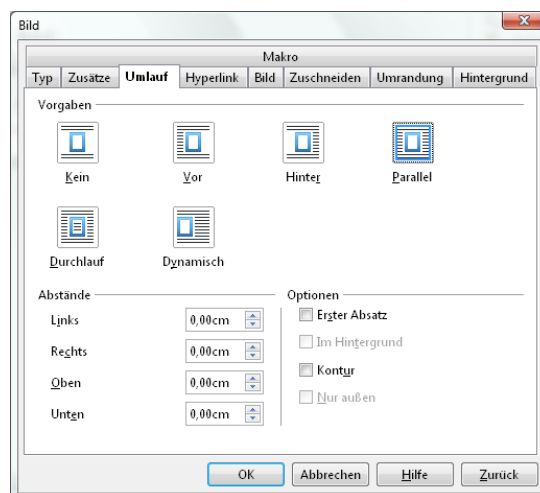 Bild
Makro
Typ Zusätze Umlauf Hyperlink Bild Zuschneiden Umrandung Hintergrund
Vorgaben
Kein Vor Hinter Parallel
Durchlauf Dynamisch
Abstände Optionen
Links 0,00cm Erster Absatz
Rechts 0,00cm Im Hintergrund
Oben 0,00cm Kontur
Unten 0,00cm Nur außen
OK Abbrechen Hilfe Zurück